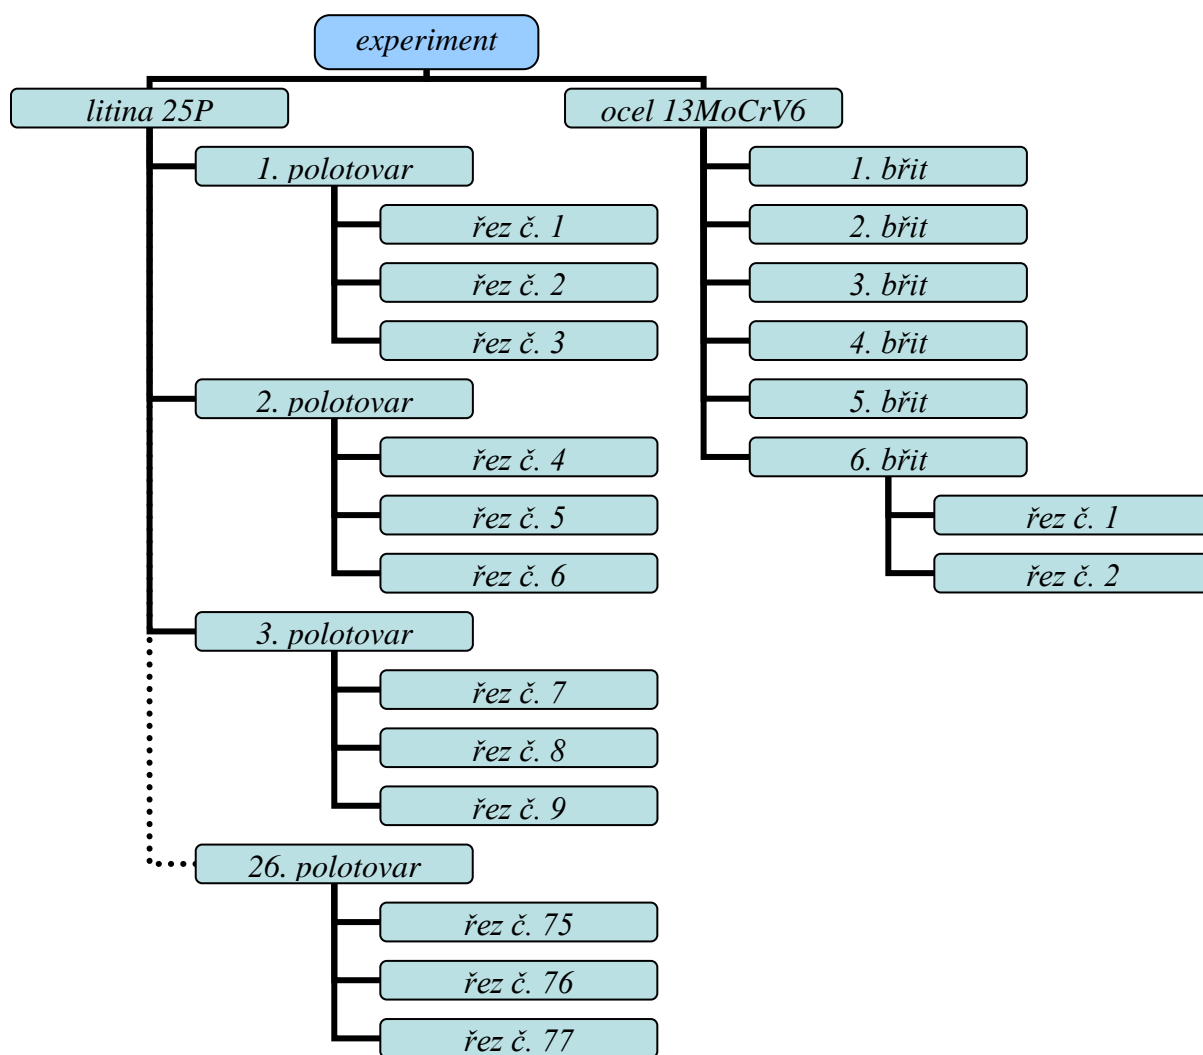 experiment
litina 25P
ocel 13MoCrV6
1. polotovar
řez č. 1
řez č. 2
řez č. 3
2. polotovar
řez č. 4
řez č. 5
řez č. 6
3. polotovar
řez č. 7
řez č. 8
řez č. 9
26. polotovar
řez č. 75
řez č. 76
řez č. 77
1. břit
2. břit
3. břit
4. břit
5. břit
6. břit
řez č. 1
řez č. 2